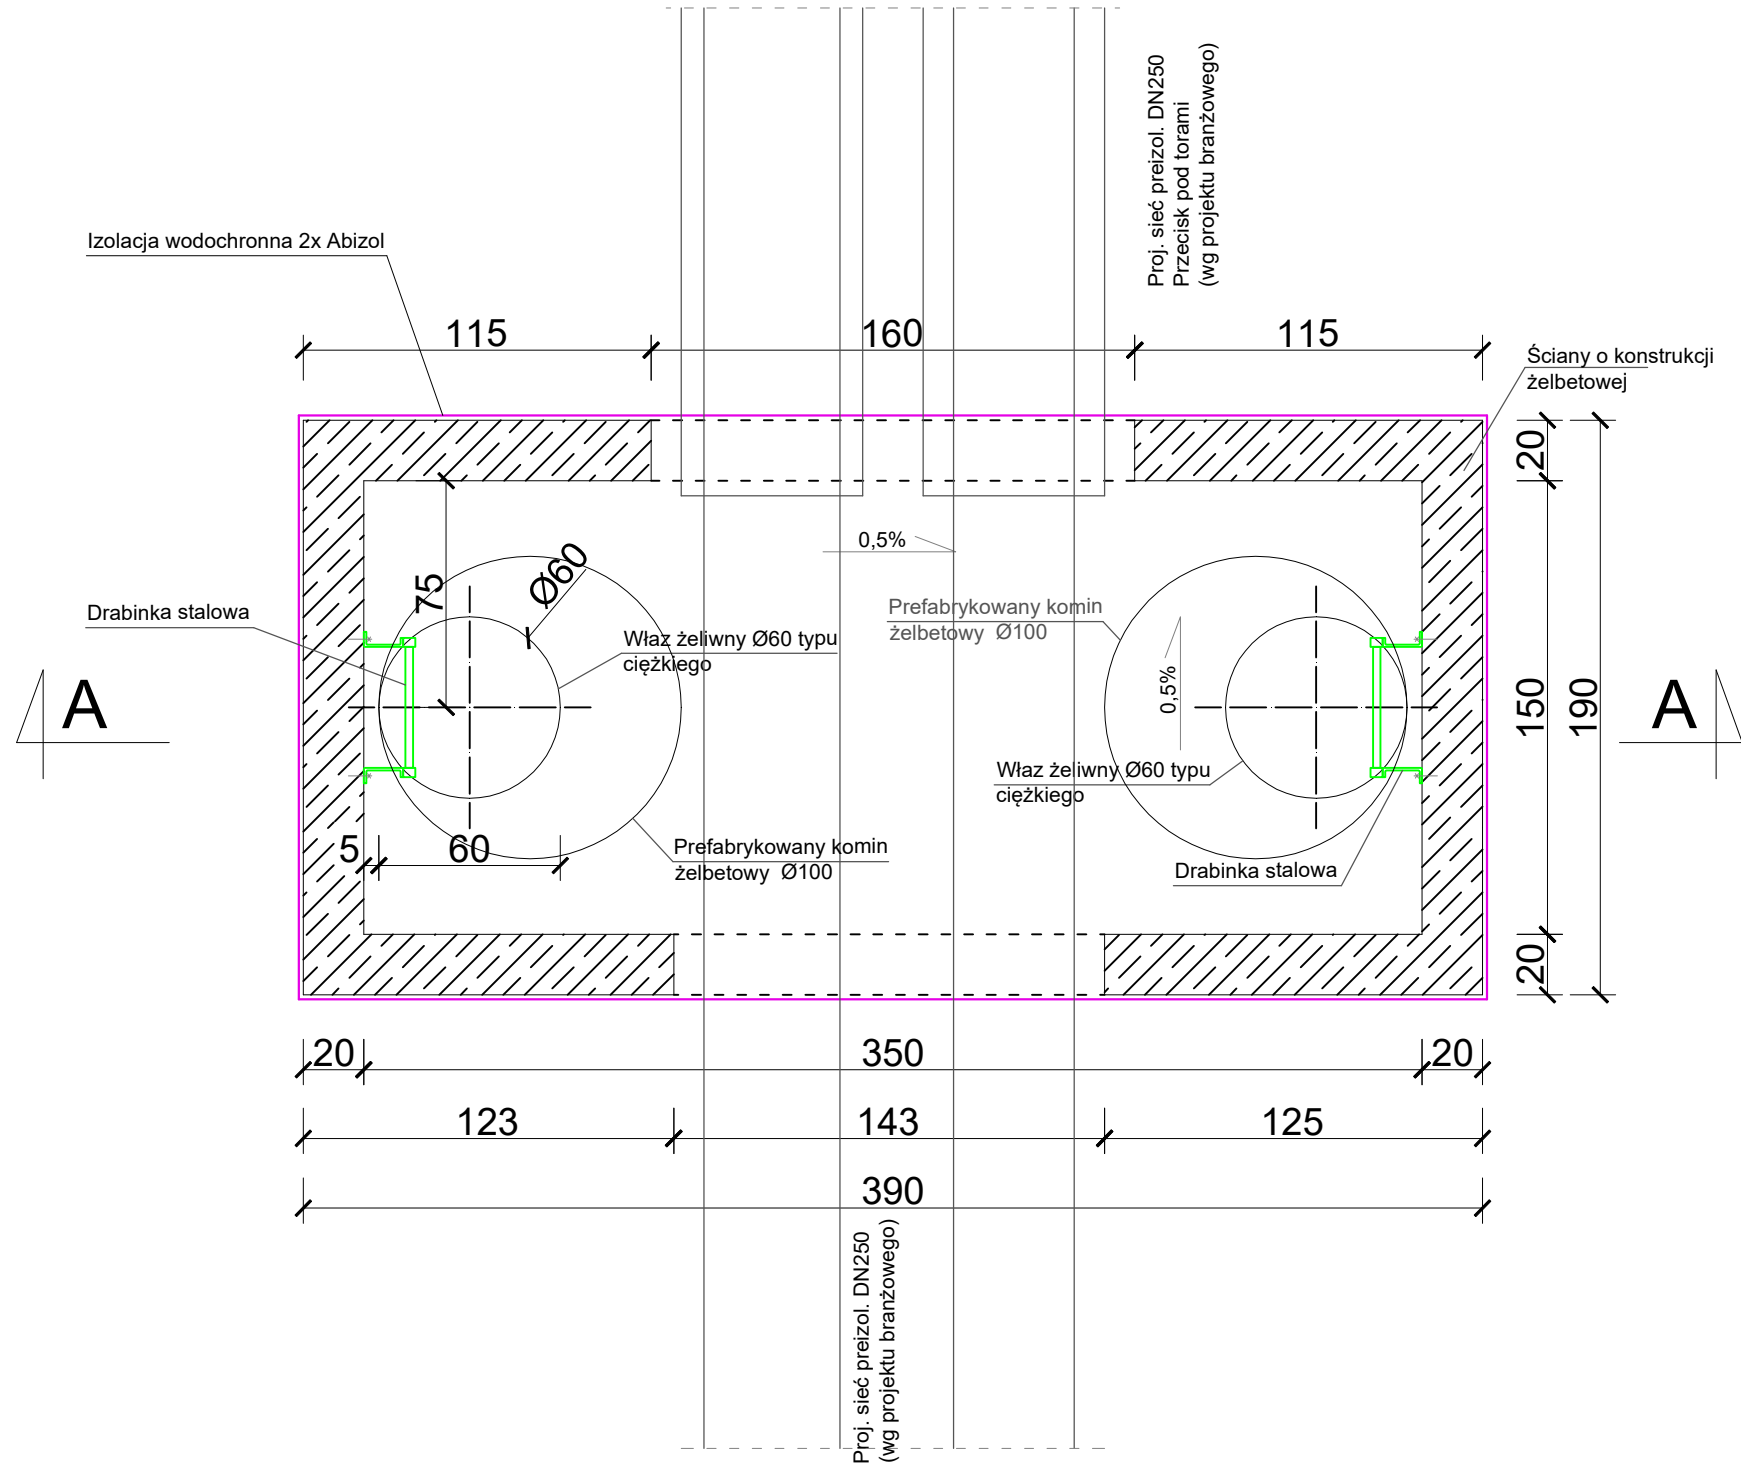 Proj. sieć preizol. DN250
Przecisk pod torami
(wg projektu branżowego)
Izolacja wodochronna 2x Abizol
115
160
115
Ściany o konstrukcji
żelbetowej
20
75
Ø60
0,5%
Drabinka stalowa
Właz żeliwny Ø60 typu
ciężkiego
Prefabrykowany komin
żelbetowy Ø100
0,5%
A
A
150
190
Właz żeliwny Ø60 typu
ciężkiego
5
60
Prefabrykowany komin
żelbetowy Ø100
Drabinka stalowa
20
20
350
20
123
143
125
390
Proj. sieć preizol. DN250
(wg projektu branżowego)